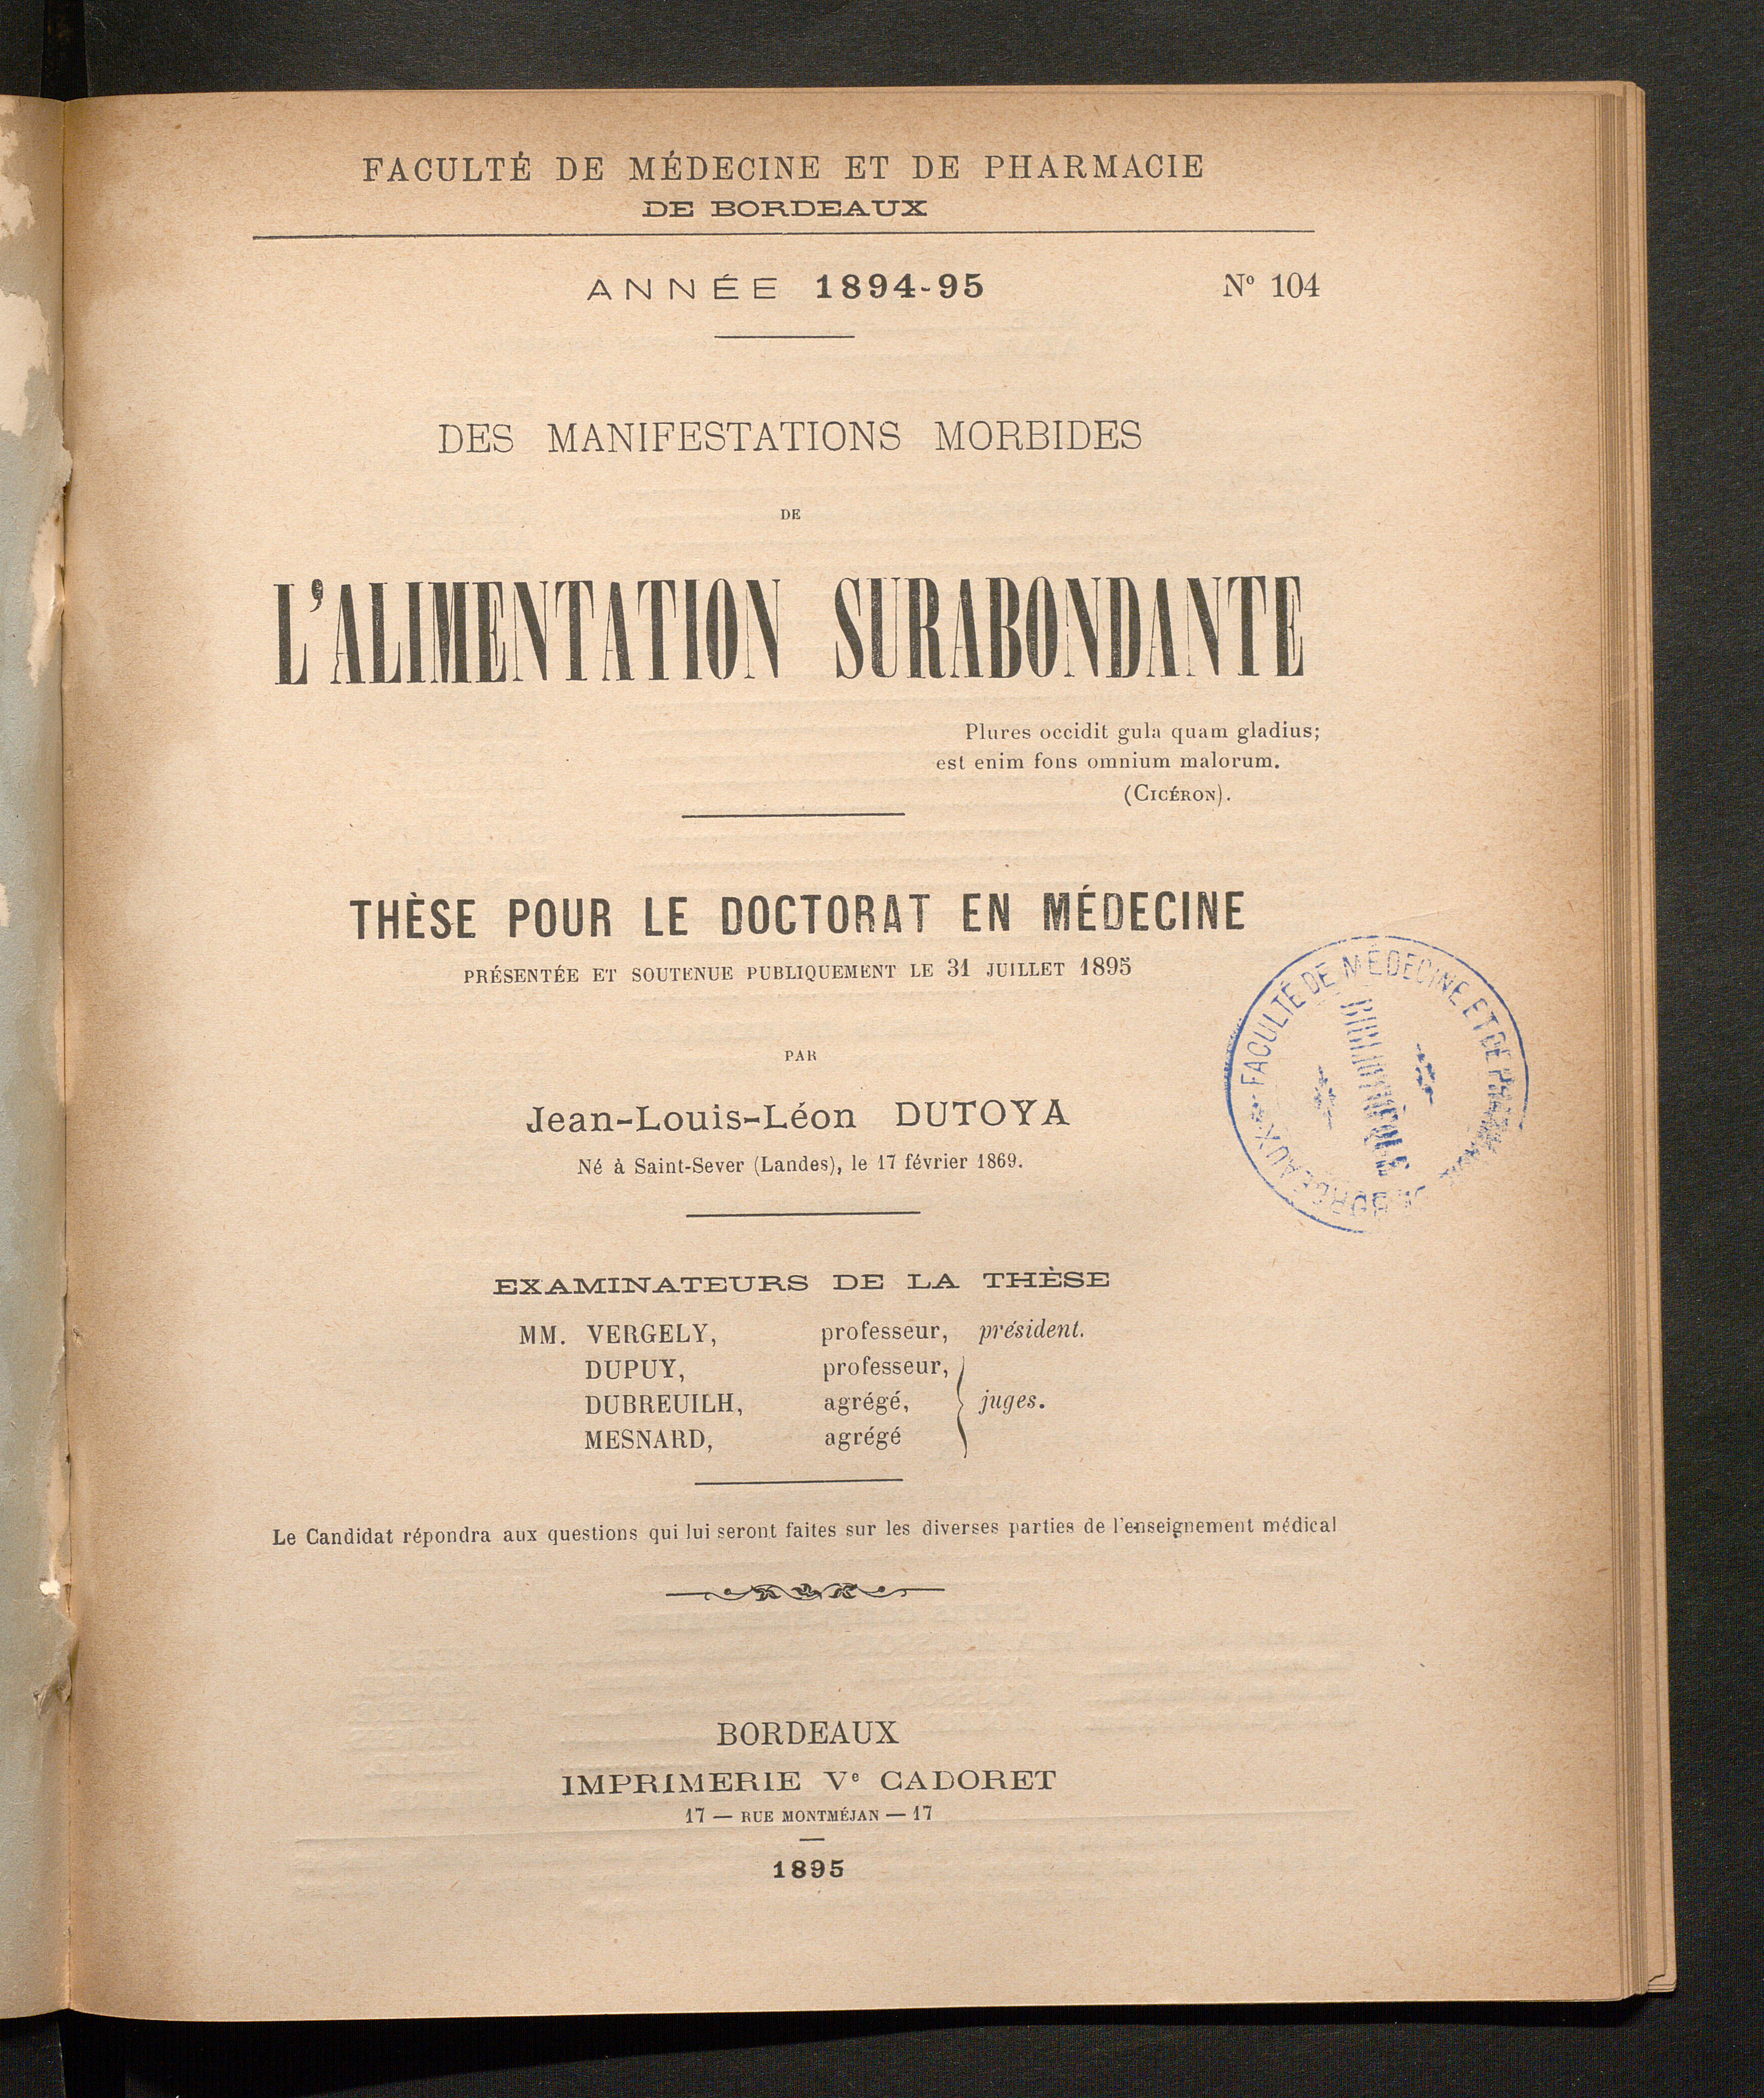 FACULTÉ DE MÉDECINE ET DE PHARMACIE
DE BORDEAUX
ANNÉE 1894-95
N° 104
DES MANIFESTATIONS MORBIDES
DE
L'ALIMENTATION SURABONDANTE
Plures occidit gula quam gladius;
est enim fons omnium malorum.
(CICÉRON).
THÈSE POUR LE DOCTORAT EN MÉDECINE
PRÉSENTÉE ET SOUTENUE PUBLIQUEMENT LE 31 JUILLET 1895
PAR
Jean-Louis-Léon DUTOYA
Né à Saint-Sever (Landes), le 17 février 1869.
FACULTÉ DE MÉDECINE ET DE
EXAMINATEURS DE LA THÈSE
MM. VERGELY, professeur, président.
DUPUY, professeur,
DUBREUILH, agrégé, juges.
MESNARD, agrégé
Le Candidat répondra aux questions qui lui seront faites sur les diverses parties de l'enseignement médical
BORDEAUX
IMPRIMERIE Ve CADORET
17 — RUE MONTMÉJAN — 17
1895